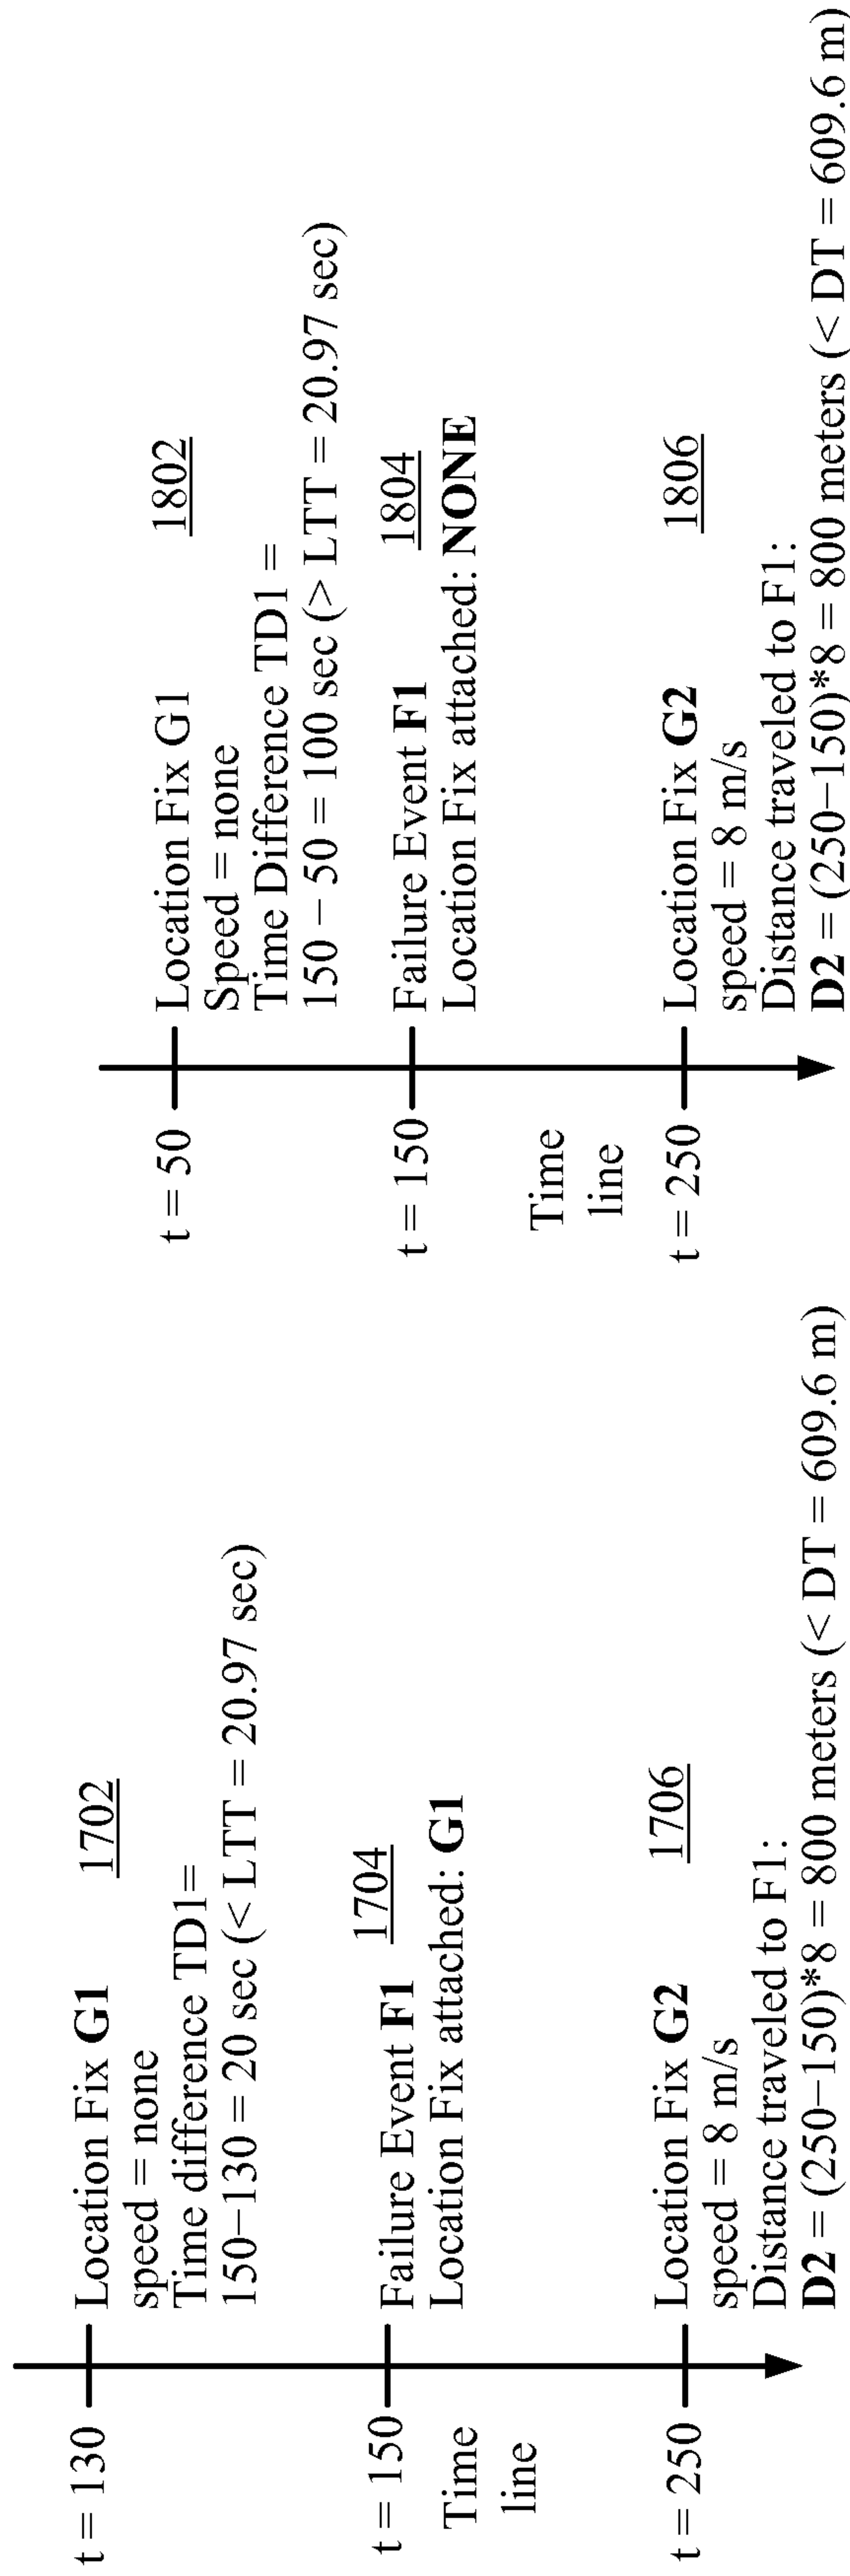 t = 130
Location Fix G1
1702
speed = none
Time difference TD1=
150−130 = 20 sec (< LTT = 20.97 sec)
t = 150
Failure Event F1
1704
Location Fix attached: G1
Time
line
t = 250
Location Fix G2
1706
speed = 8 m/s
Distance traveled to F1:
D2 = (250−150)*8 = 800 meters (< DT = 609.6 m)
t = 50
Location Fix G1
1802
Speed = none
Time Difference TD1 =
150 − 50 = 100 sec (> LTT = 20.97 sec)
t = 150
Failure Event F1
1804
Location Fix attached: NONE
Time
line
t = 250
Location Fix G2
1806
speed = 8 m/s
Distance traveled to F1:
D2 = (250−150)*8 = 800 meters (< DT = 609.6 m)